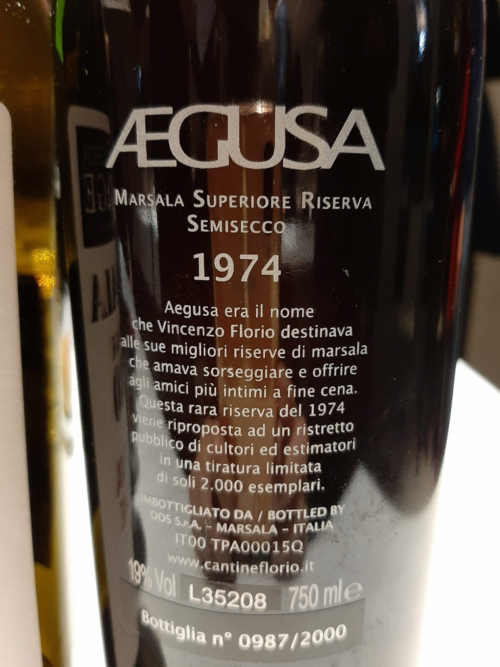 ÆGUSA
MARSALA SUPERIORE RISERVA
SEMISECCO
1974
Aegusa era il nome
che Vincenzo Florio destinava
alle sue migliori riserve di marsala
che amava sorseggiare e offrire
agli amici più intimi a fine cena.
Questa rara riserva del 1974
viene riproposta ad un ristretto
pubblico di cultori ed estimatori
in una tiratura limitata
di soli 2.000 esemplari.
IMBOTTIGLIATO DA / BOTTLED BY
DDS S.p.A. - MARSALA - ITALIA
IT00 TPA00015Q
www.cantineflorio.it
19% Vol L35208 750 ml e
Bottiglia n° 0987/2000